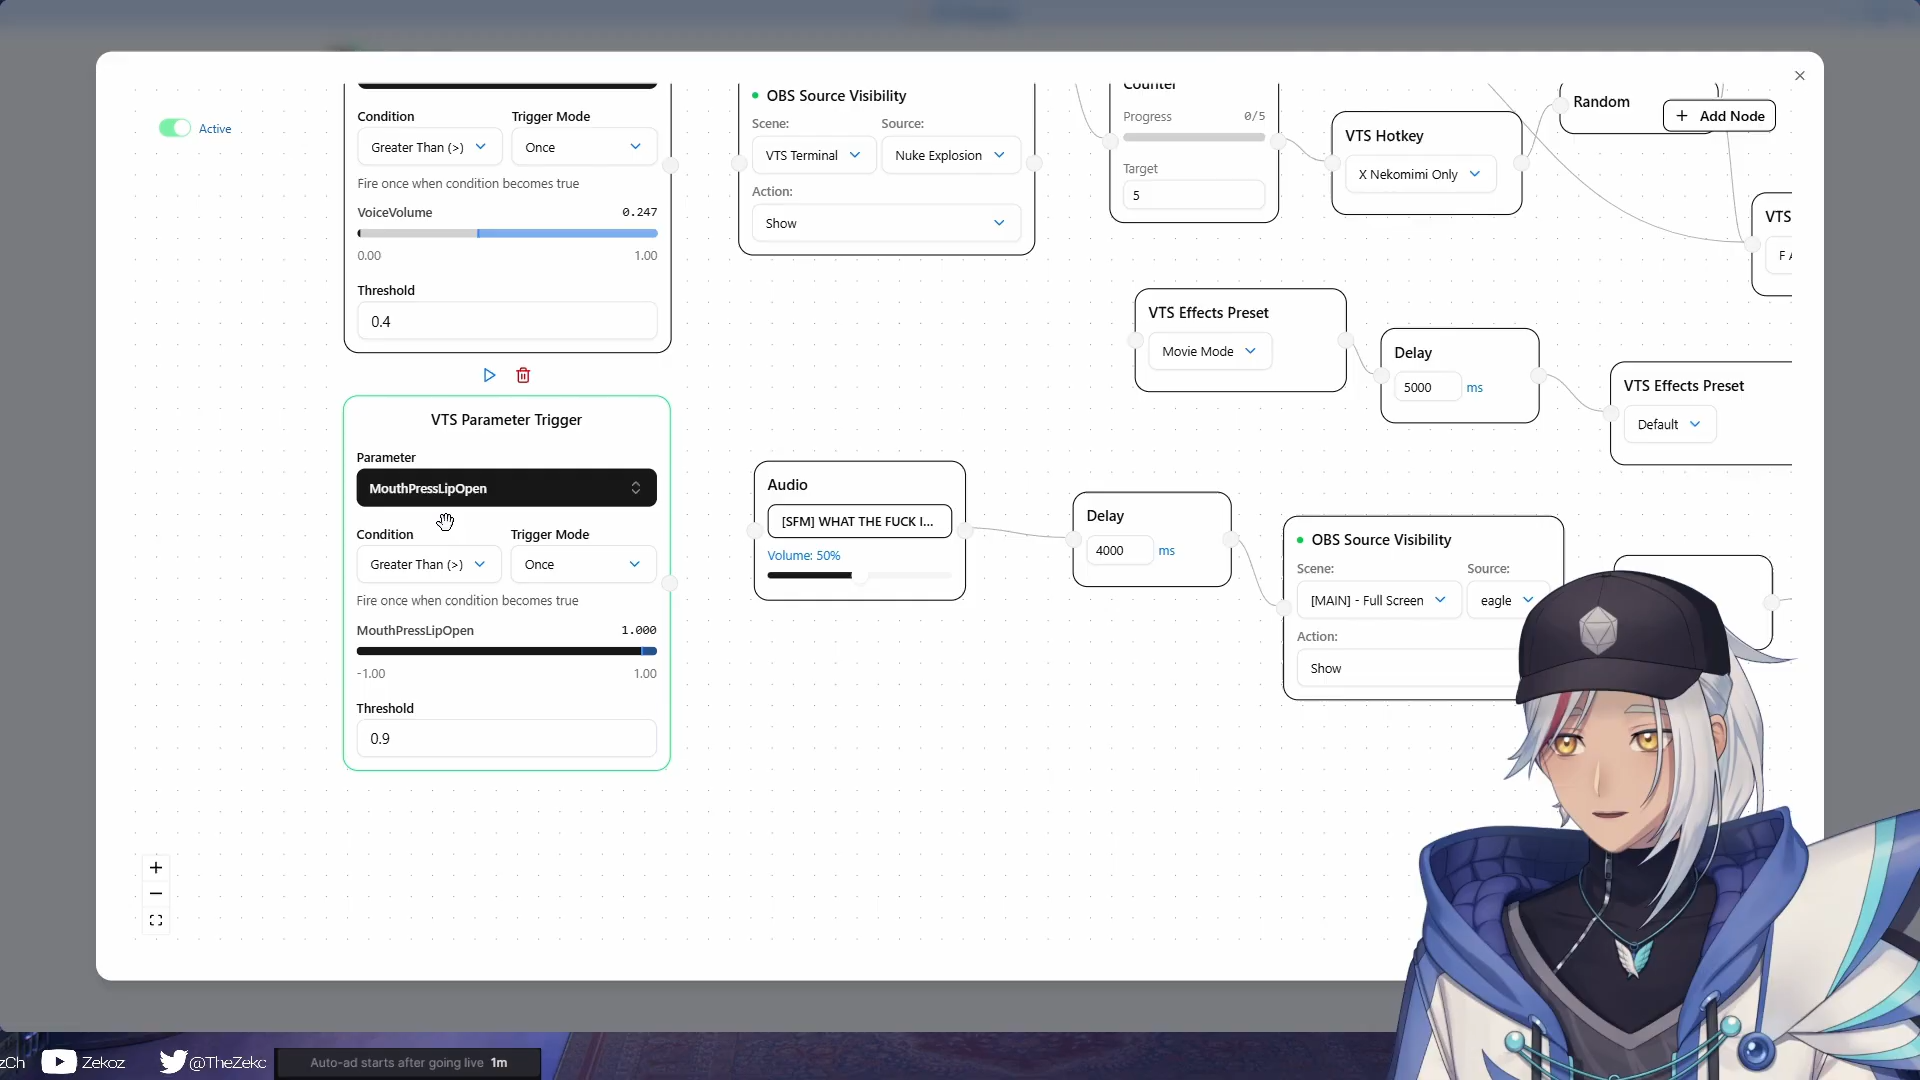 Active
Condition
Trigger Mode
Greater Than (>)
Once
Fire once when condition becomes true
VoiceVolume
0.247
0.00
1.00
Threshold
0.4
VTS Parameter Trigger
Parameter
MouthPressLipOpen
Condition
Trigger Mode
Greater Than (>)
Once
Fire once when condition becomes true
MouthPressLipOpen
1.000
-1.00
1.00
Threshold
0.9
OBS Source Visibility
Scene:
Source:
VTS Terminal
Nuke Explosion
Action:
Show
Counter
Progress
0/5
Target
5
VTS Hotkey
X Nekomimi Only
Random
+ Add Node
VTS
F
VTS Effects Preset
Movie Mode
Delay
5000
ms
VTS Effects Preset
Default
Audio
[SFM] WHAT THE FUCK I...
Volume: 50%
Delay
4000
ms
OBS Source Visibility
Scene:
Source:
[MAIN] - Full Screen
eagle
Action:
Show
zCh
Zekoz
@TheZekc
Auto-ad starts after going live 1m